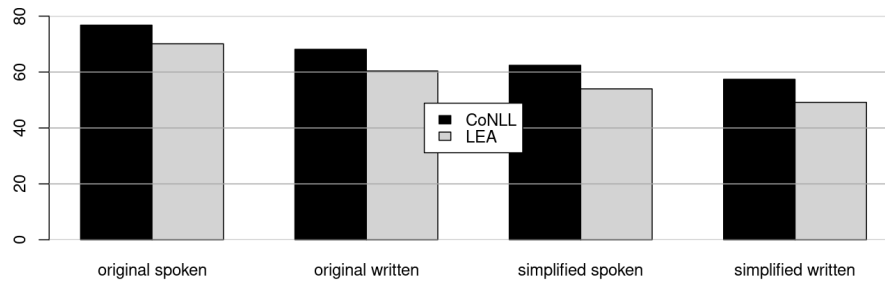 80
60
40
20
0
CoNLL
LEA
original spoken
original written
simplified spoken
simplified written